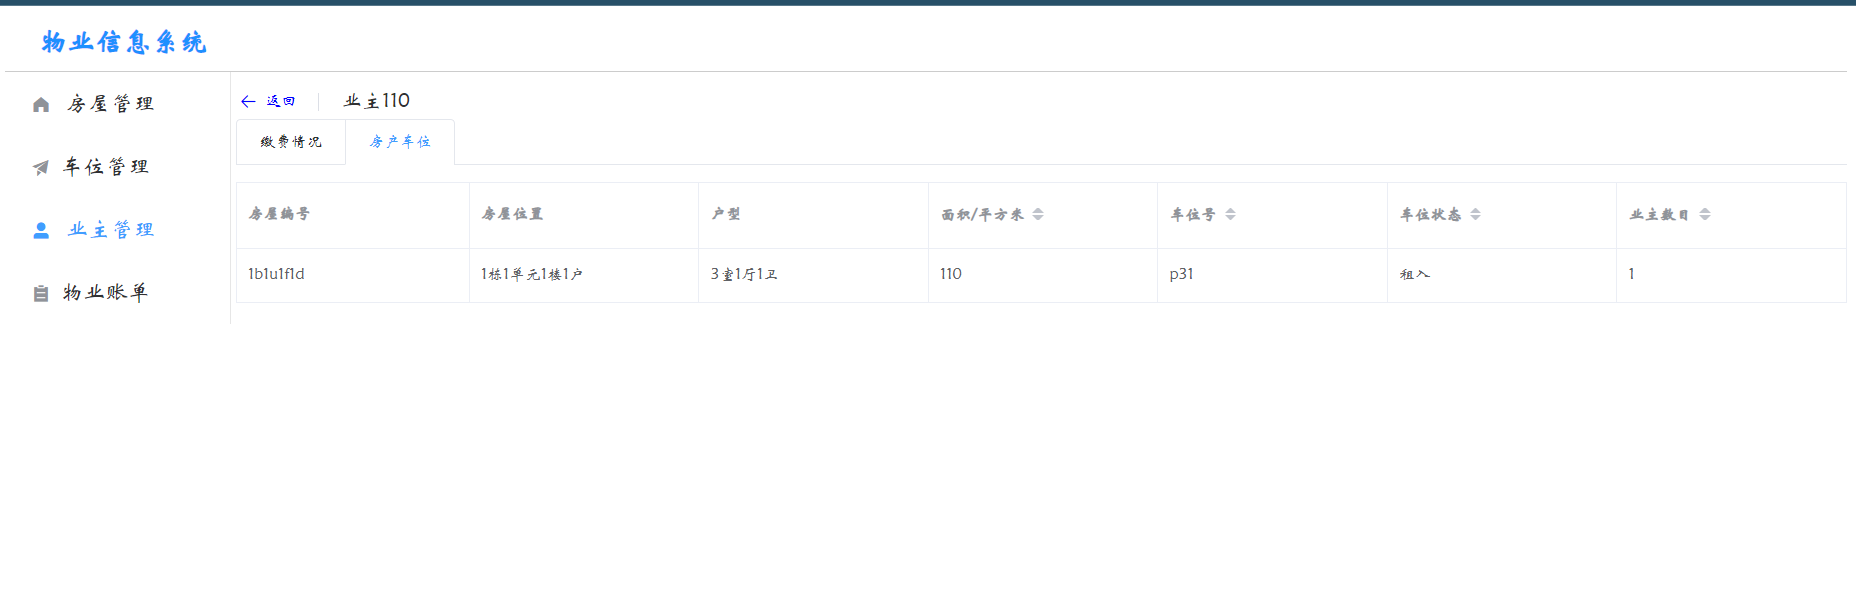 物业信息系统
房屋管理
车位管理
业主管理
物业账单
返回 业主110
缴费情况 房产车位
房屋编号 房屋位置 户型 面积/平方米 车位号 车位状态 业主数目
1b1u1f1d 1栋1单元1楼1户 3室1厅1卫 110 p31 租入 1